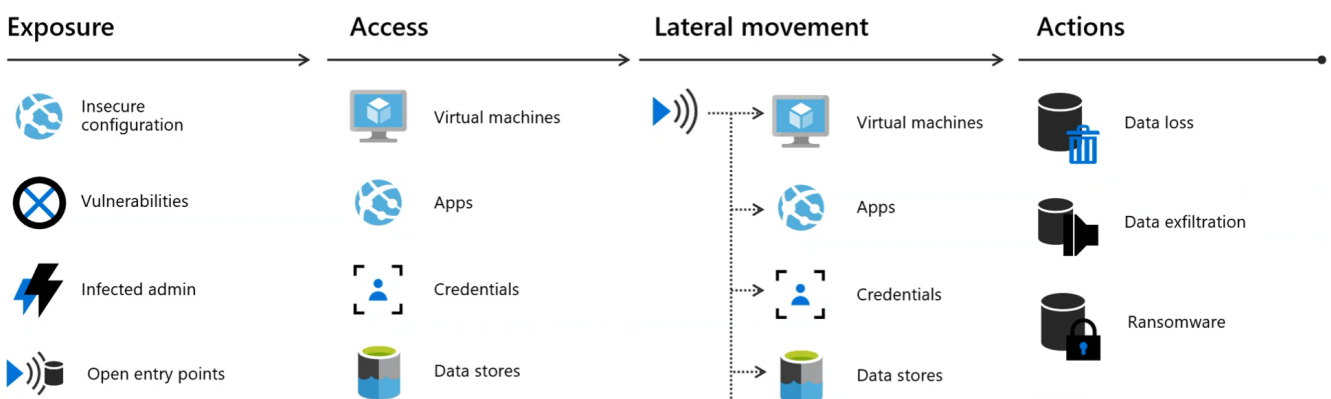 Exposure
Access
Lateral movement
Actions
Insecure
configuration
Vulnerabilities
Infected admin
Open entry points
Virtual machines
Apps
Credentials
Data stores
Virtual machines
Apps
Credentials
Data stores
Data loss
Data exfiltration
Ransomware